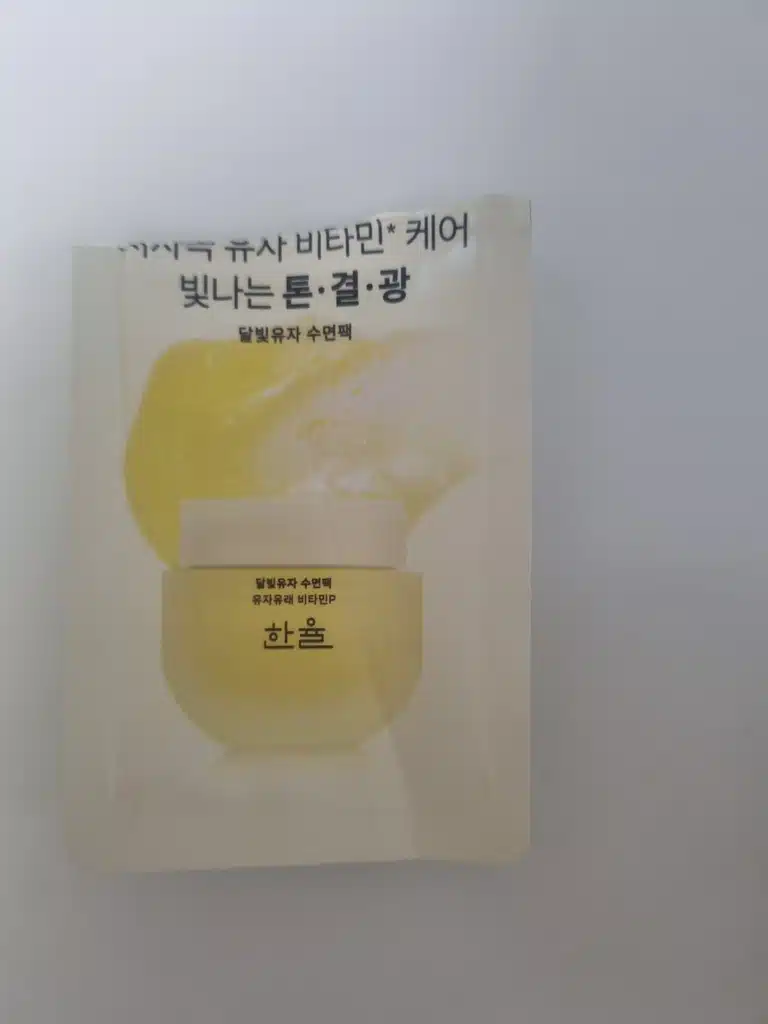 유자 비타민* 케어
빛나는 톤·결·광
달빛유자 수면팩
달빛유자 수면팩
유자유래 비타민P
한율